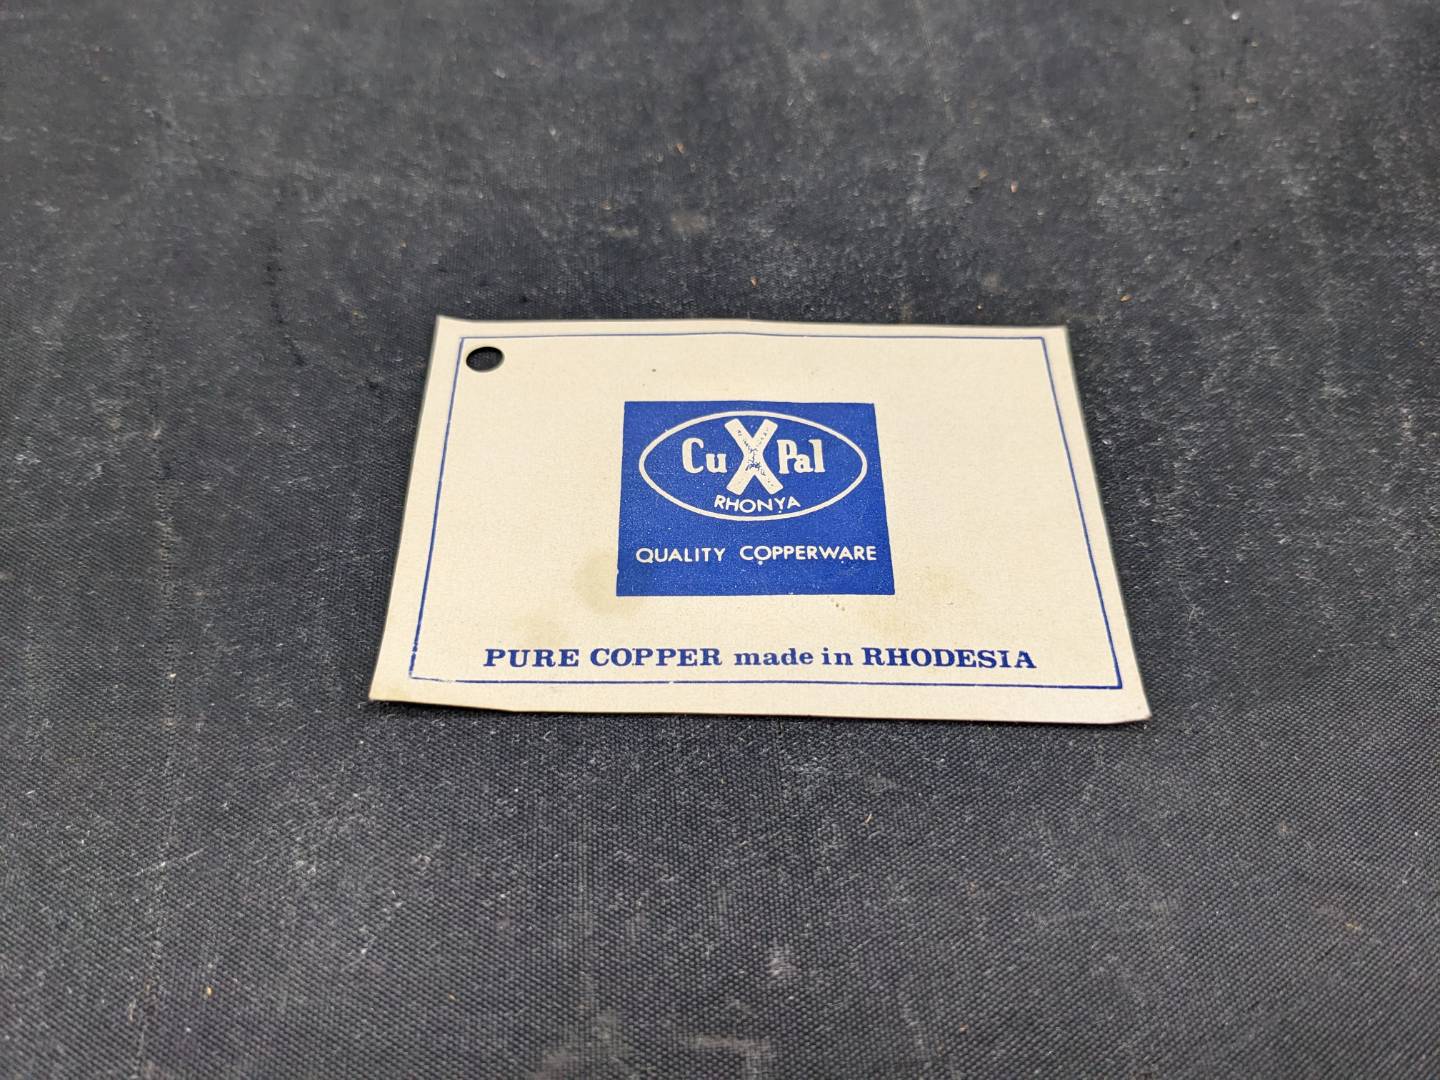 Cu X Pal
RHONYA
QUALITY COPPERWARE
PURE COPPER made in RHODESIA